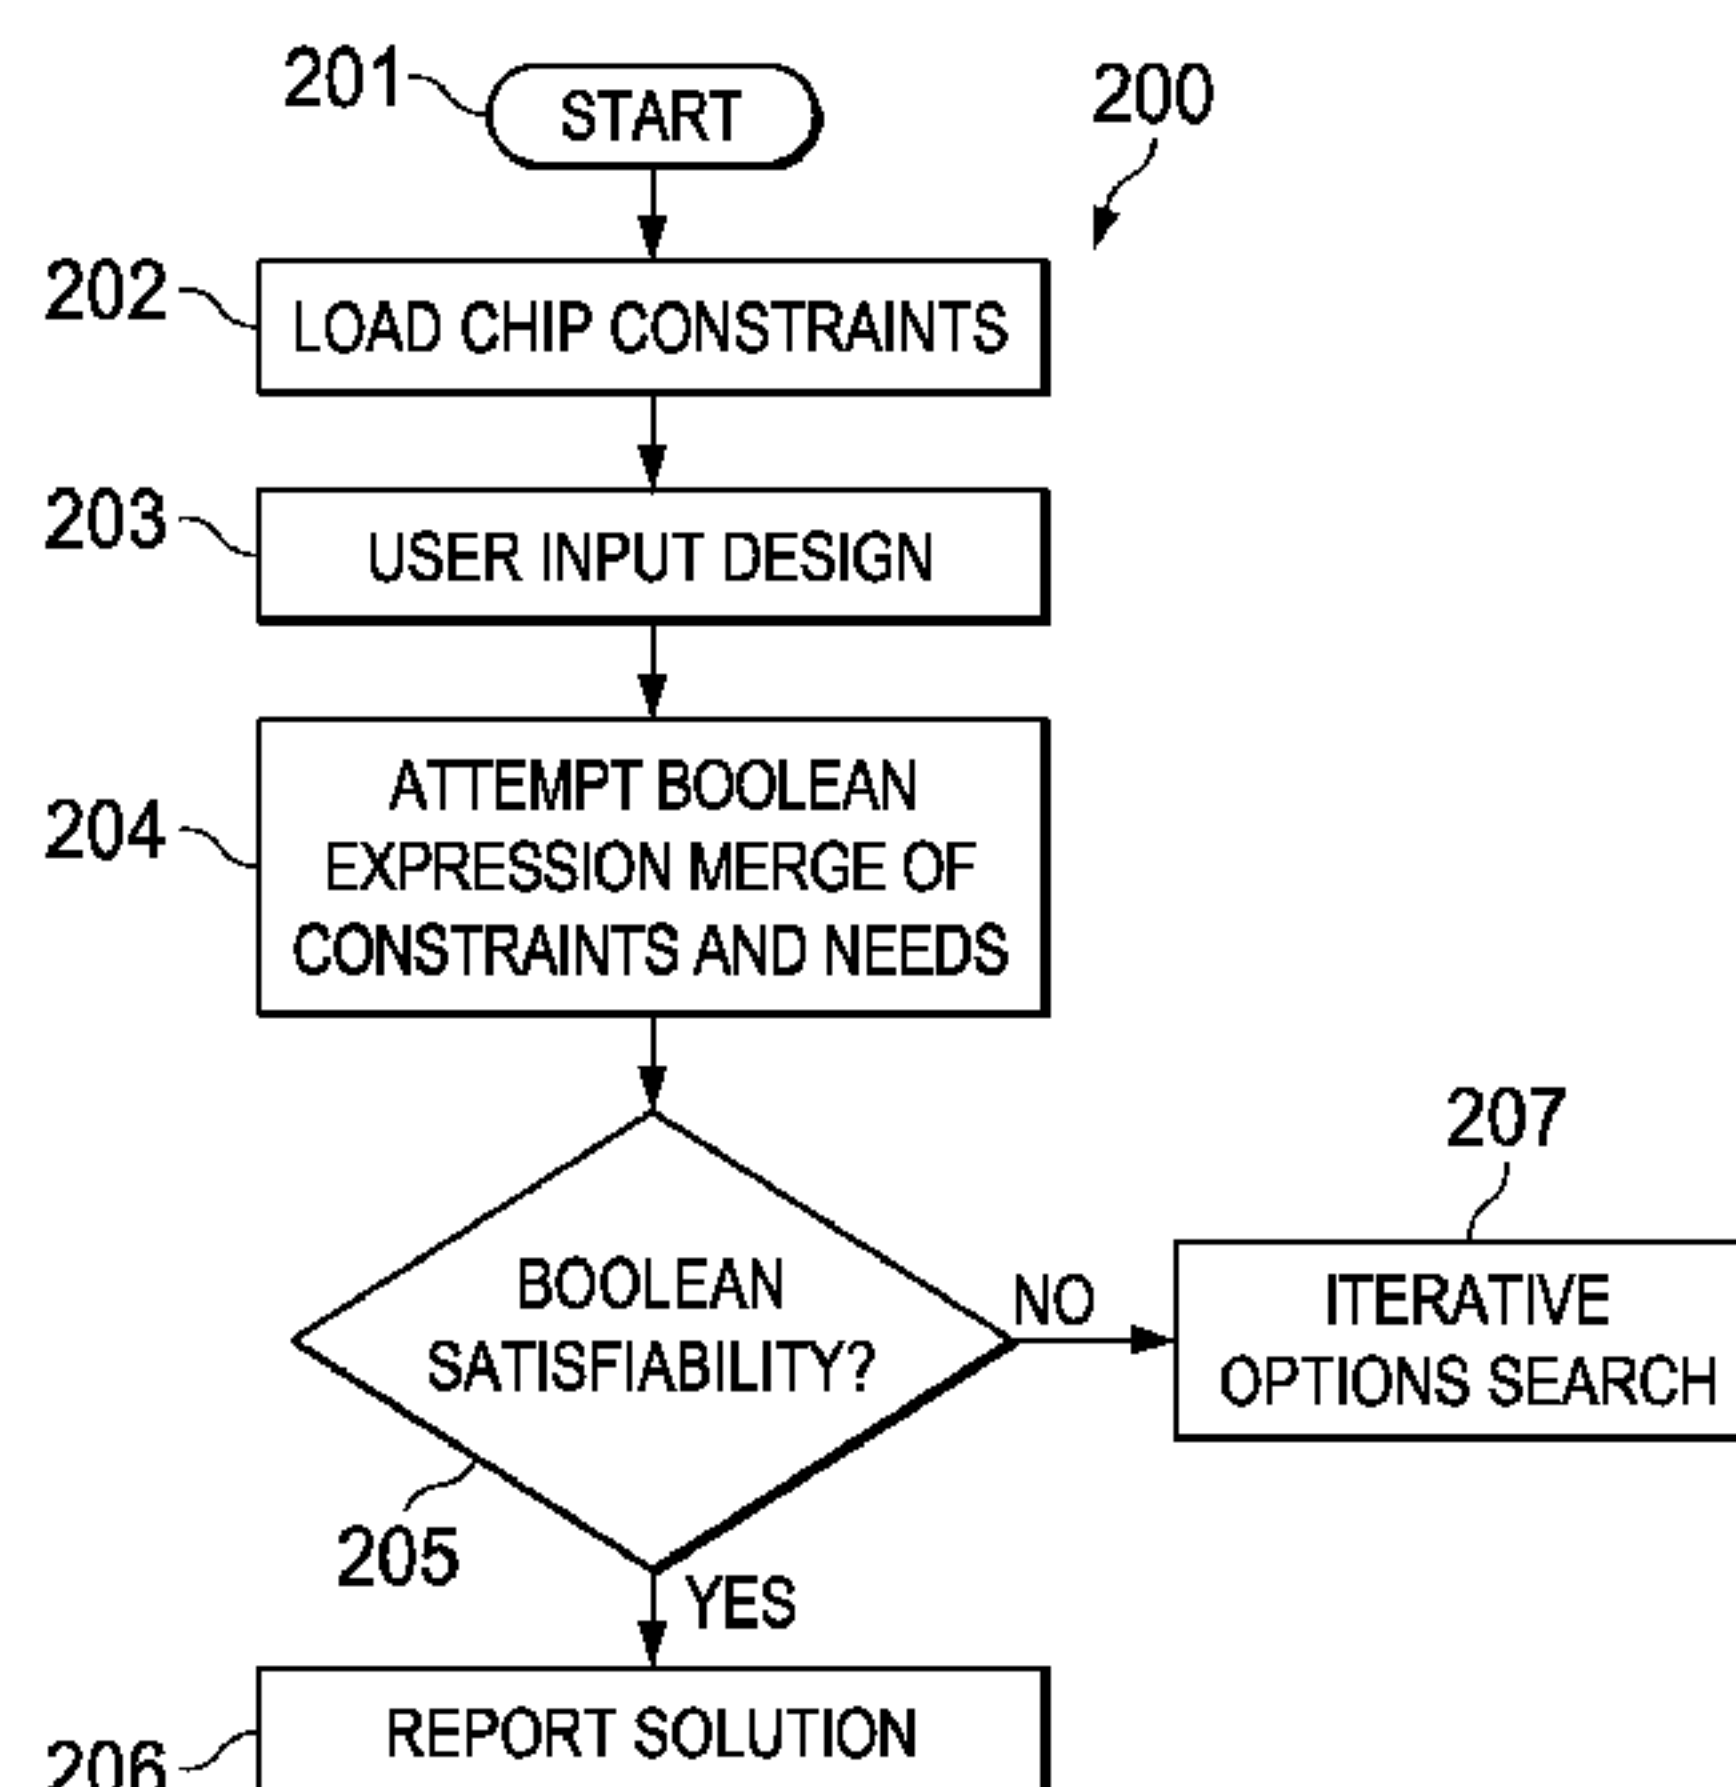 201
START
200
202
LOAD CHIP CONSTRAINTS
203
USER INPUT DESIGN
204
ATTEMPT BOOLEAN
EXPRESSION MERGE OF
CONSTRAINTS AND NEEDS
207
BOOLEAN
SATISFIABILITY?
NO
ITERATIVE
OPTIONS SEARCH
205
YES
206
REPORT SOLUTION